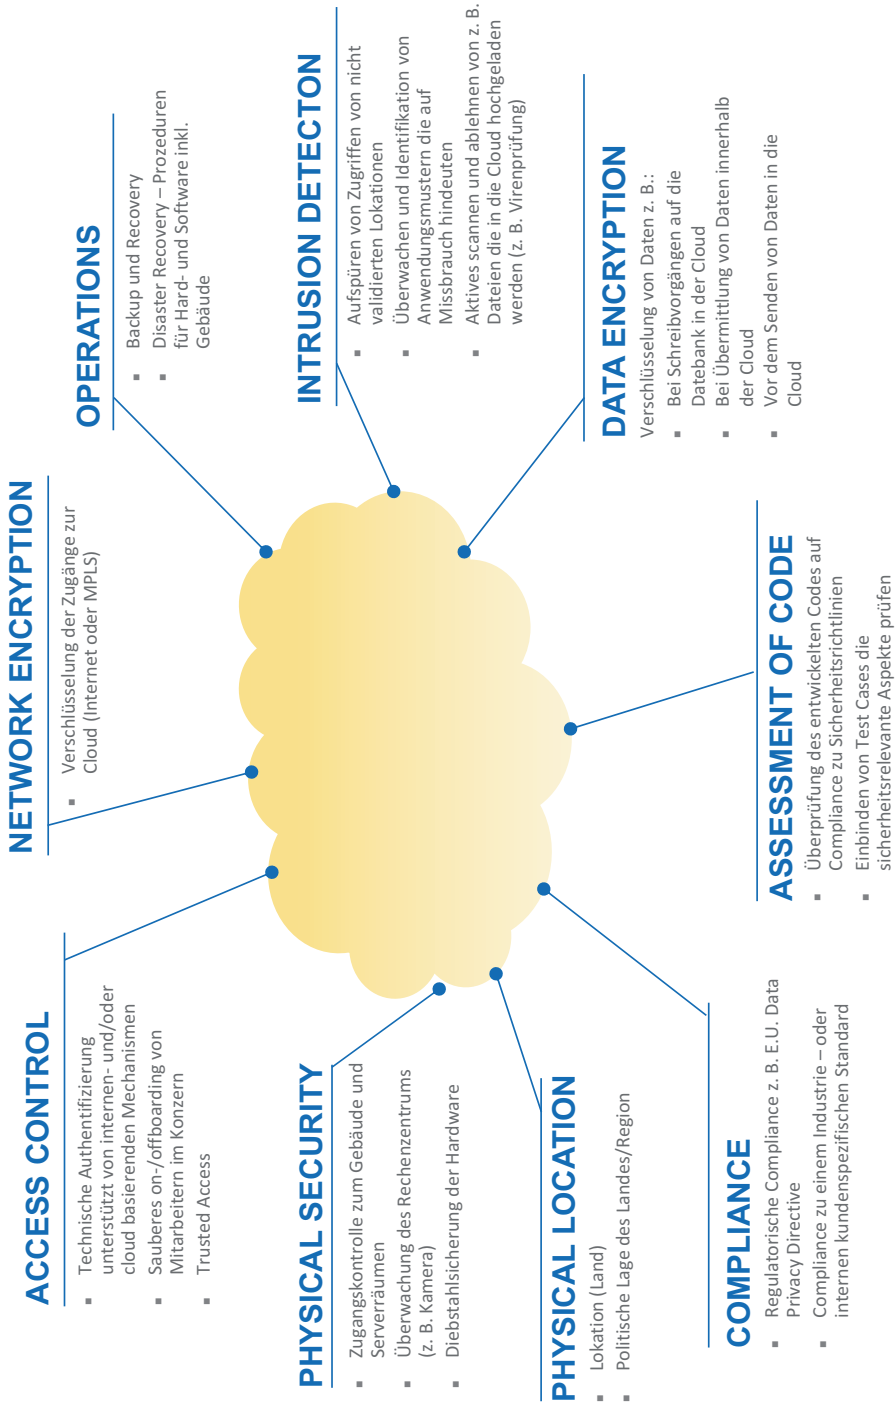 ACCESS CONTROL
▪ Technische Authentifizierung
unterstützt von internen- und/oder
cloud basierenden Mechanismen
▪ Sauberes on-/offboarding von
Mitarbeitern im Konzern
▪ Trusted Access
NETWORK ENCRYPTION
▪ Verschlüsselung der Zugänge zur
Cloud (Internet oder MPLS)
OPERATIONS
▪ Backup und Recovery
▪ Disaster Recovery – Prozeduren
für Hard- und Software inkl.
Gebäude
PHYSICAL SECURITY
▪ Zugangskontrolle zum Gebäude und
Serverräumen
▪ Überwachung des Rechenzentrums
(z. B. Kamera)
▪ Diebstahlsicherung der Hardware
INTRUSION DETECTON
▪ Aufspüren von Zugriffen von nicht
validierten Lokationen
▪ Überwachen und Identifikation von
Anwendungsmustern die auf
Missbrauch hindeuten
▪ Aktives scannen und ablehnen von z. B.
Dateien die in die Cloud hochgeladen
werden (z. B. Virenprüfung)
PHYSICAL LOCATION
▪ Lokation (Land)
▪ Politische Lage des Landes/Region
DATA ENCRYPTION
Verschlüsselung von Daten z. B.:
▪ Bei Schreibvorgängen auf die
Datebank in der Cloud
▪ Bei Übermittlung von Daten innerhalb
der Cloud
▪ Vor dem Senden von Daten in die
Cloud
COMPLIANCE
▪ Regulatorische Compliance z. B. E.U. Data
Privacy Directive
▪ Compliance zu einem Industrie – oder
internen kundenspezifischen Standard
ASSESSMENT OF CODE
▪ Überprüfung des entwickelten Codes auf
Compliance zu Sicherheitsrichtlinien
▪ Einbinden von Test Cases die
sicherheitsrelevante Aspekte prüfen